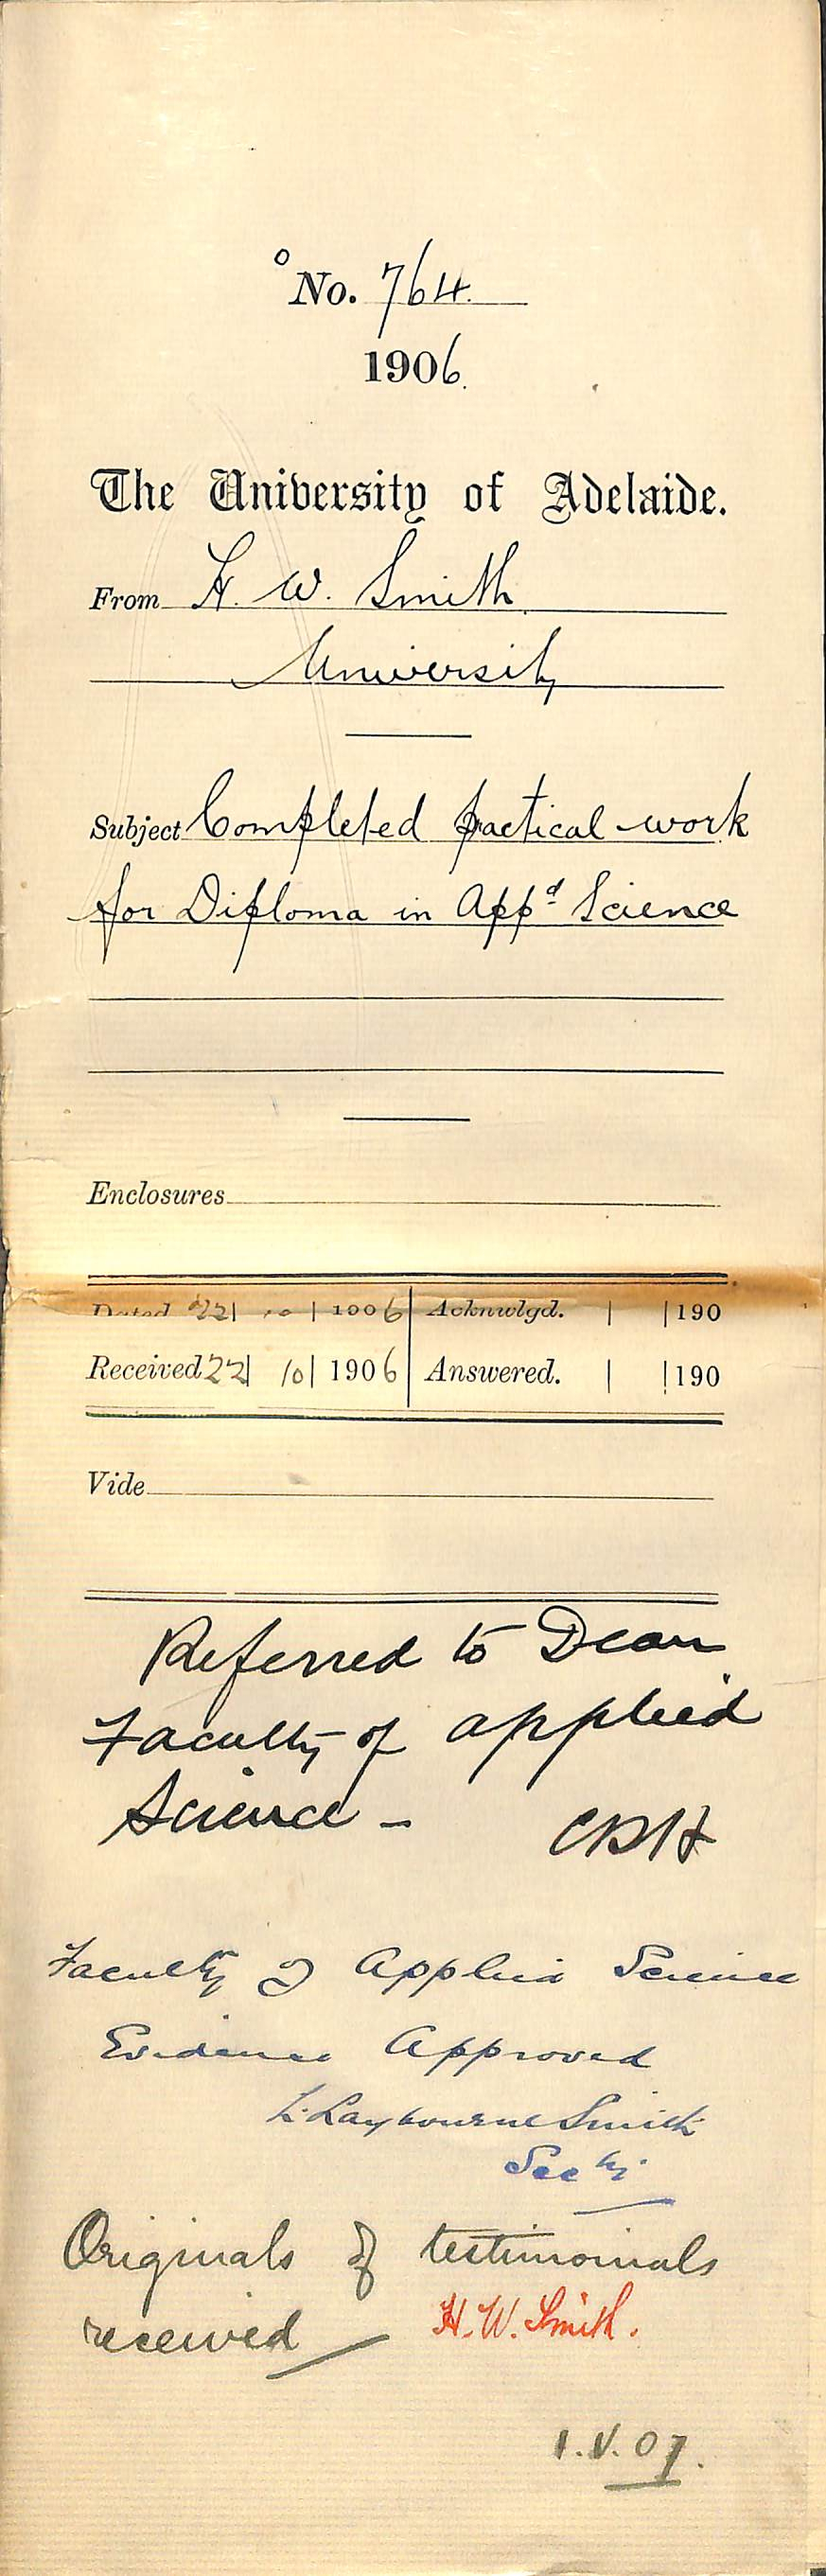 No. 764
1906.
The University of Adelaide.
From H. W. Smith
University
Subject Completed practical work
for Diploma in Appd Science
Enclosures
Dated 22| 10 | 1906 Acknwlgd. | |190
Received 22| 10| 1906 Answered. | |190
Vide
Referred to Dean
Faculty of applied
Science - CDH
Faculty of Applied Science
Evidence Approved
L. Laybourne Smith
Secty.
Originals of testimonials
received H. W. Smith.
1.V.07.